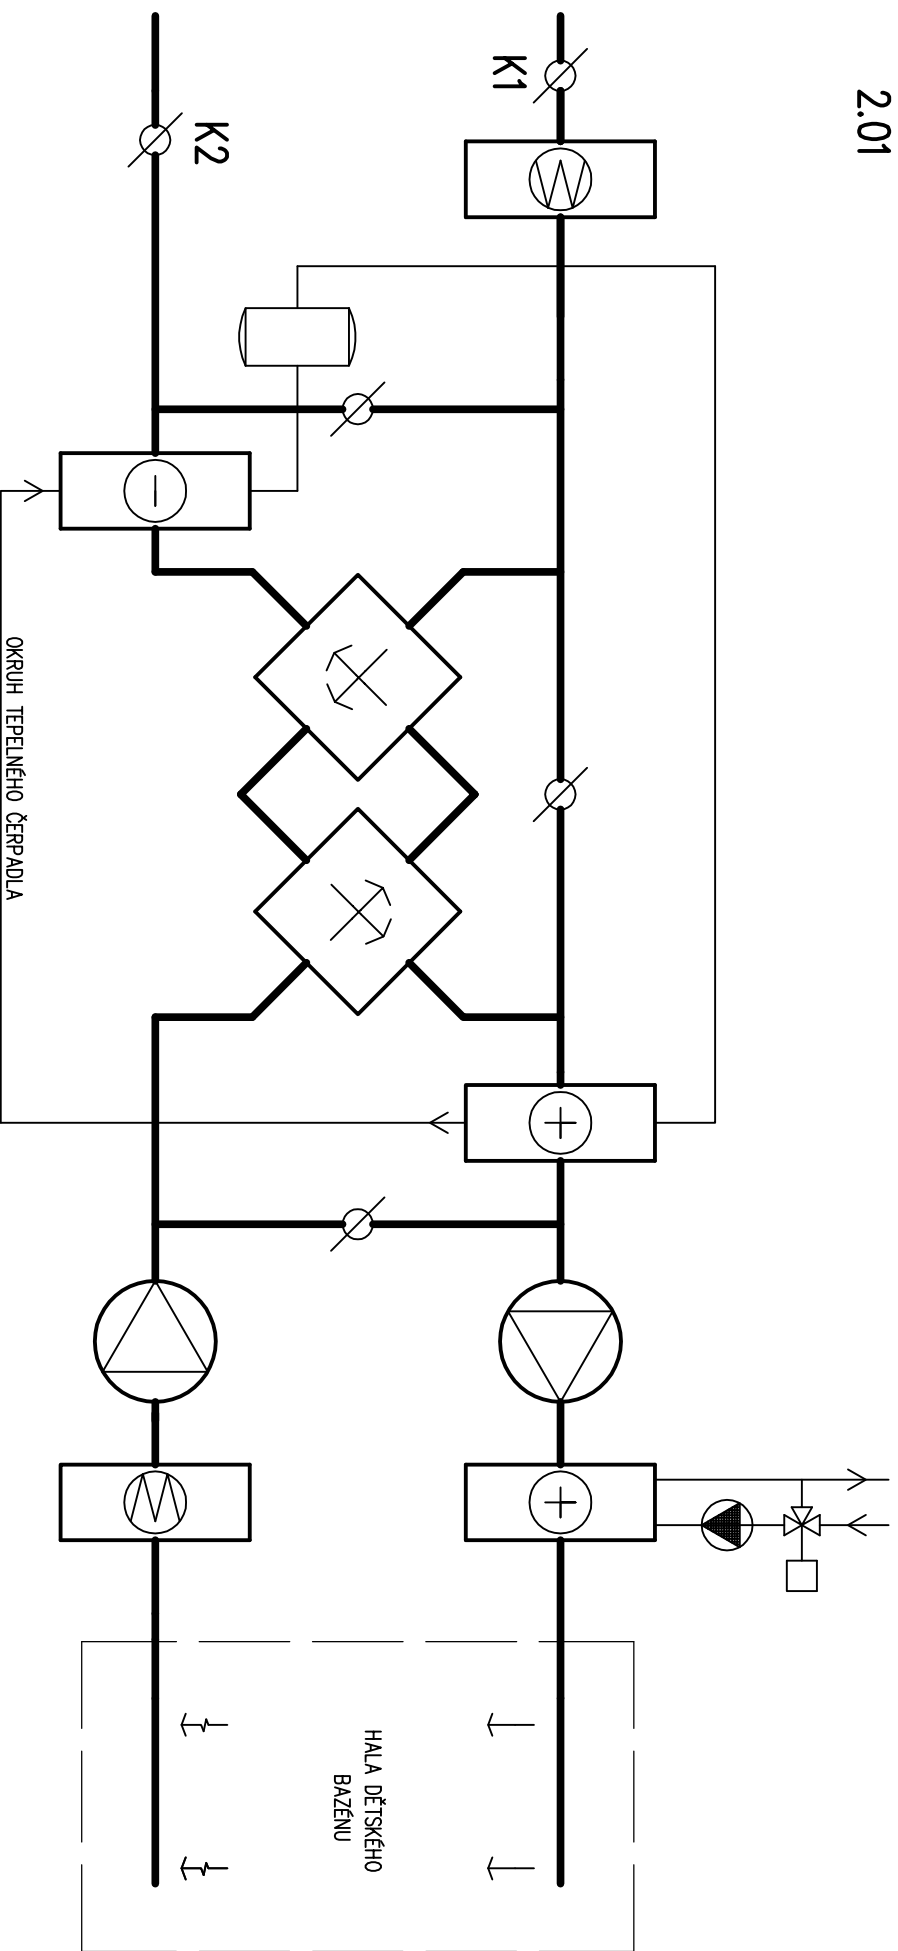 2.01
K1
K2
OKRUH TEPELNÉHO ČERPADLA
HALA DĚTSKÉHO
BAZÉNU